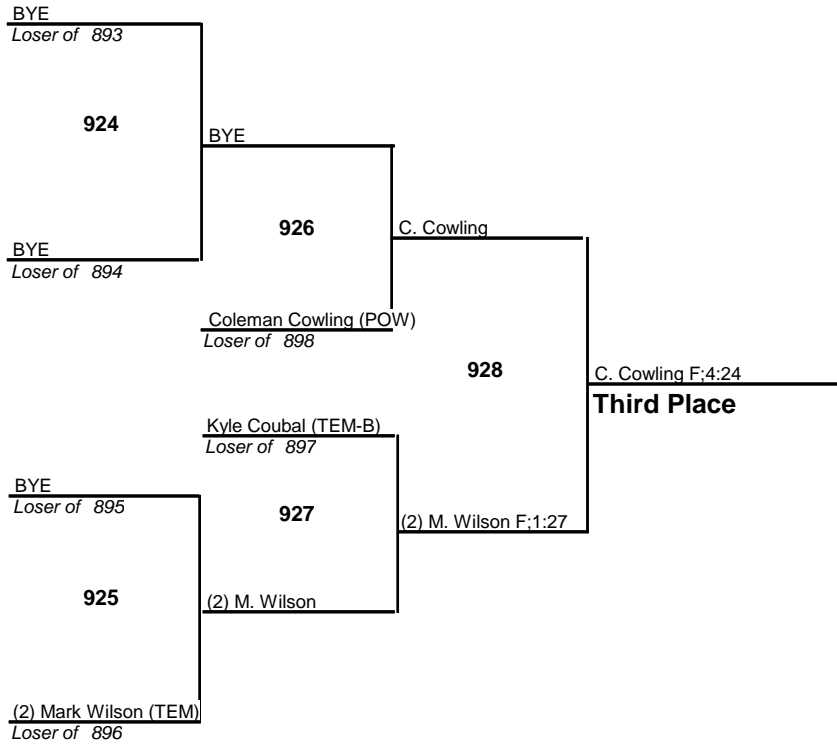 BYE
Loser of 893
924
BYE
BYE
Loser of 894
926
C. Cowling
Coleman Cowling (POW)
Loser of 898
928
C. Cowling F;4:24
Third Place
Kyle Coubal (TEM-B)
Loser of 897
BYE
Loser of 895
927
(2) M. Wilson F;1:27
925
(2) M. Wilson
(2) Mark Wilson (TEM)
Loser of 896